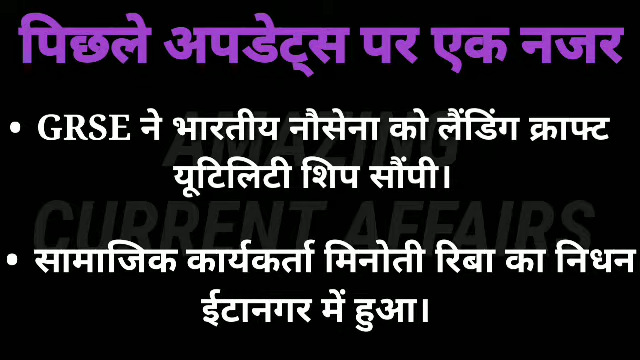 पिछले अपडेट्स पर एक नजर
• GRSE ने भारतीय नौसेना को लैंडिंग क्राफ्ट
यूटिलिटी शिप सौंपी।
AMAZING
CURRENT AFFAIRS
• सामाजिक कार्यकर्ता मिनोती रिबा का निधन
ईटानगर में हुआ।